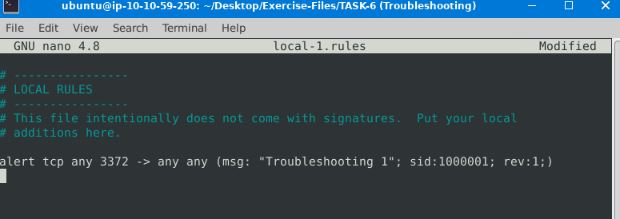 ubuntu@ip-10-10-59-250: ~/Desktop/Exercise-Files/TASK-6 (Troubleshooting)
File Edit View Search Terminal Help
GNU nano 4.8 local-1.rules Modified
# ----------------
# LOCAL RULES
# ----------------
# This file intentionally does not come with signatures.  Put your local
# additions here.
alert tcp any 3372 -> any any (msg: "Troubleshooting 1"; sid:1000001; rev:1;)